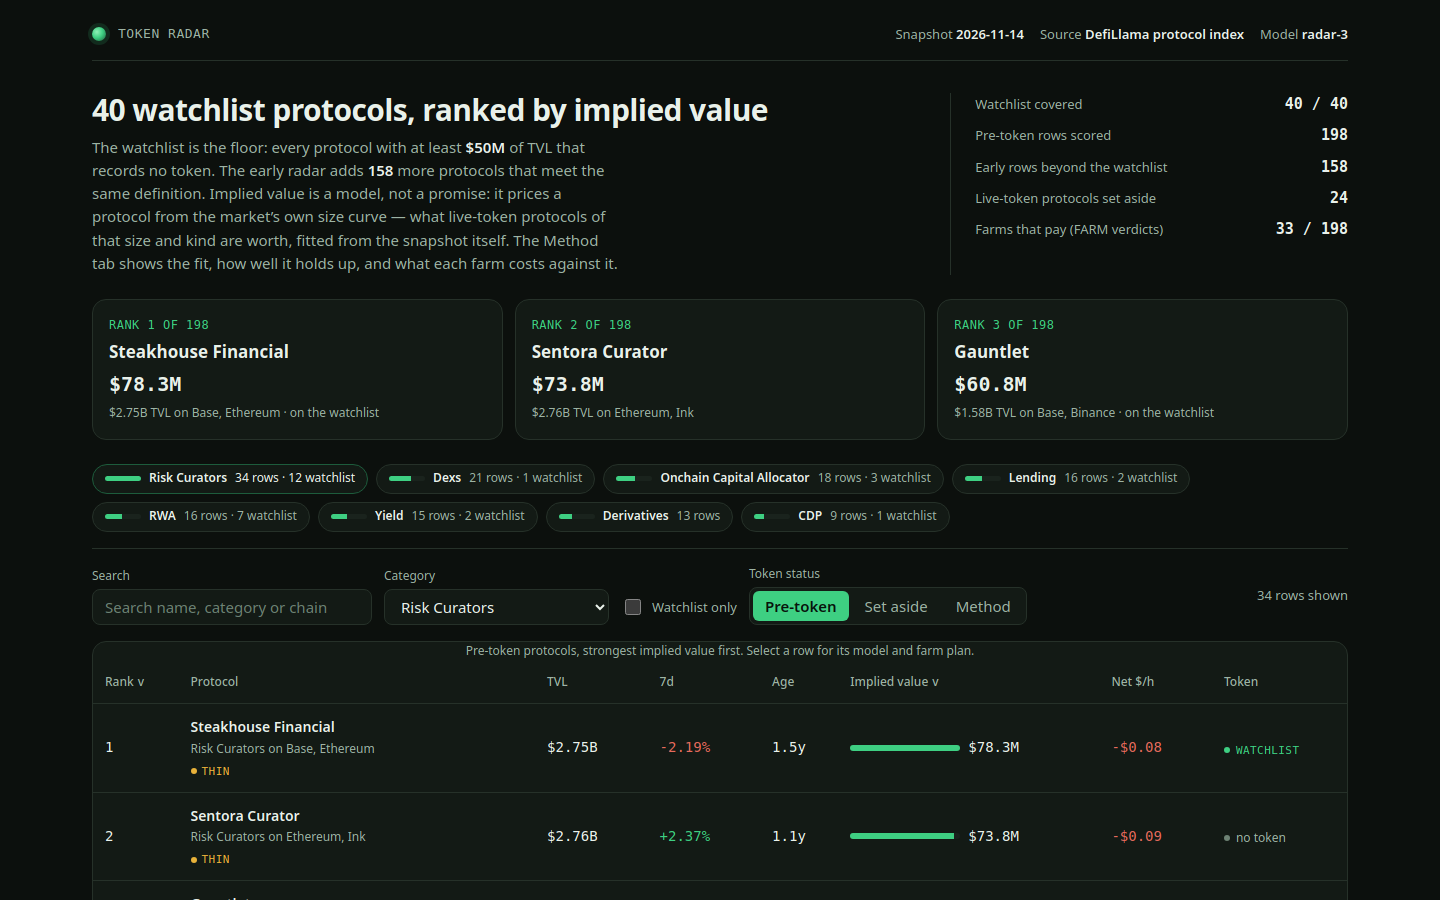 TOKEN RADAR
Snapshot 2026-11-14 Source DefiLlama protocol index Model radar-3
40 watchlist protocols, ranked by implied value
The watchlist is the floor: every protocol with at least $50M of TVL that
records no token. The early radar adds 158 more protocols that meet the
same definition. Implied value is a model, not a promise: it prices a
protocol from the market’s own size curve — what live-token protocols of
that size and kind are worth, fitted from the snapshot itself. The Method
tab shows the fit, how well it holds up, and what each farm costs against it.
Watchlist covered 40 / 40
Pre-token rows scored 198
Early rows beyond the watchlist 158
Live-token protocols set aside 24
Farms that pay (FARM verdicts) 33 / 198
RANK 1 OF 198
Steakhouse Financial
$78.3M
$2.75B TVL on Base, Ethereum · on the watchlist
RANK 2 OF 198
Sentora Curator
$73.8M
$2.76B TVL on Ethereum, Ink
RANK 3 OF 198
Gauntlet
$60.8M
$1.58B TVL on Base, Binance · on the watchlist
Risk Curators 34 rows · 12 watchlist
Dexs 21 rows · 1 watchlist
Onchain Capital Allocator 18 rows · 3 watchlist
Lending 16 rows · 2 watchlist
RWA 16 rows · 7 watchlist
Yield 15 rows · 2 watchlist
Derivatives 13 rows
CDP 9 rows · 1 watchlist
Search
Search name, category or chain
Category
Risk Curators
Watchlist only
Token status
Pre-token Set aside Method
34 rows shown
Pre-token protocols, strongest implied value first. Select a row for its model and farm plan.
Rank v Protocol TVL 7d Age Implied value v Net $/h Token
Steakhouse Financial
1 Risk Curators on Base, Ethereum $2.75B -2.19% 1.5y $78.3M -$0.08 WATCHLIST
THIN
Sentora Curator
2 Risk Curators on Ethereum, Ink $2.76B +2.37% 1.1y $73.8M -$0.09 no token
THIN